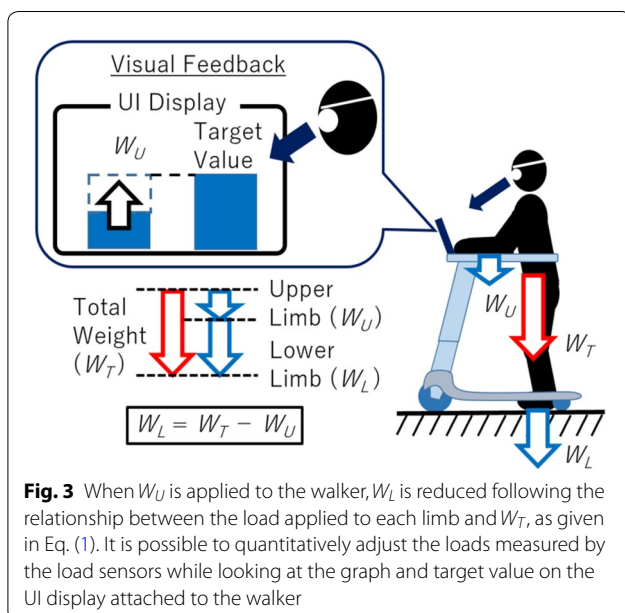 Visual Feedback
UI Display
W_U
Target
Value
Total
Weight
(W_T)
Upper
Limb (W_U)
Lower
Limb (W_L)
W_L = W_T − W_U
W_U
W_T
W_L
Fig. 3 When W_U is applied to the walker, W_L is reduced following the
relationship between the load applied to each limb and W_T, as given
in Eq. (1). It is possible to quantitatively adjust the loads measured by
the load sensors while looking at the graph and target value on the
UI display attached to the walker